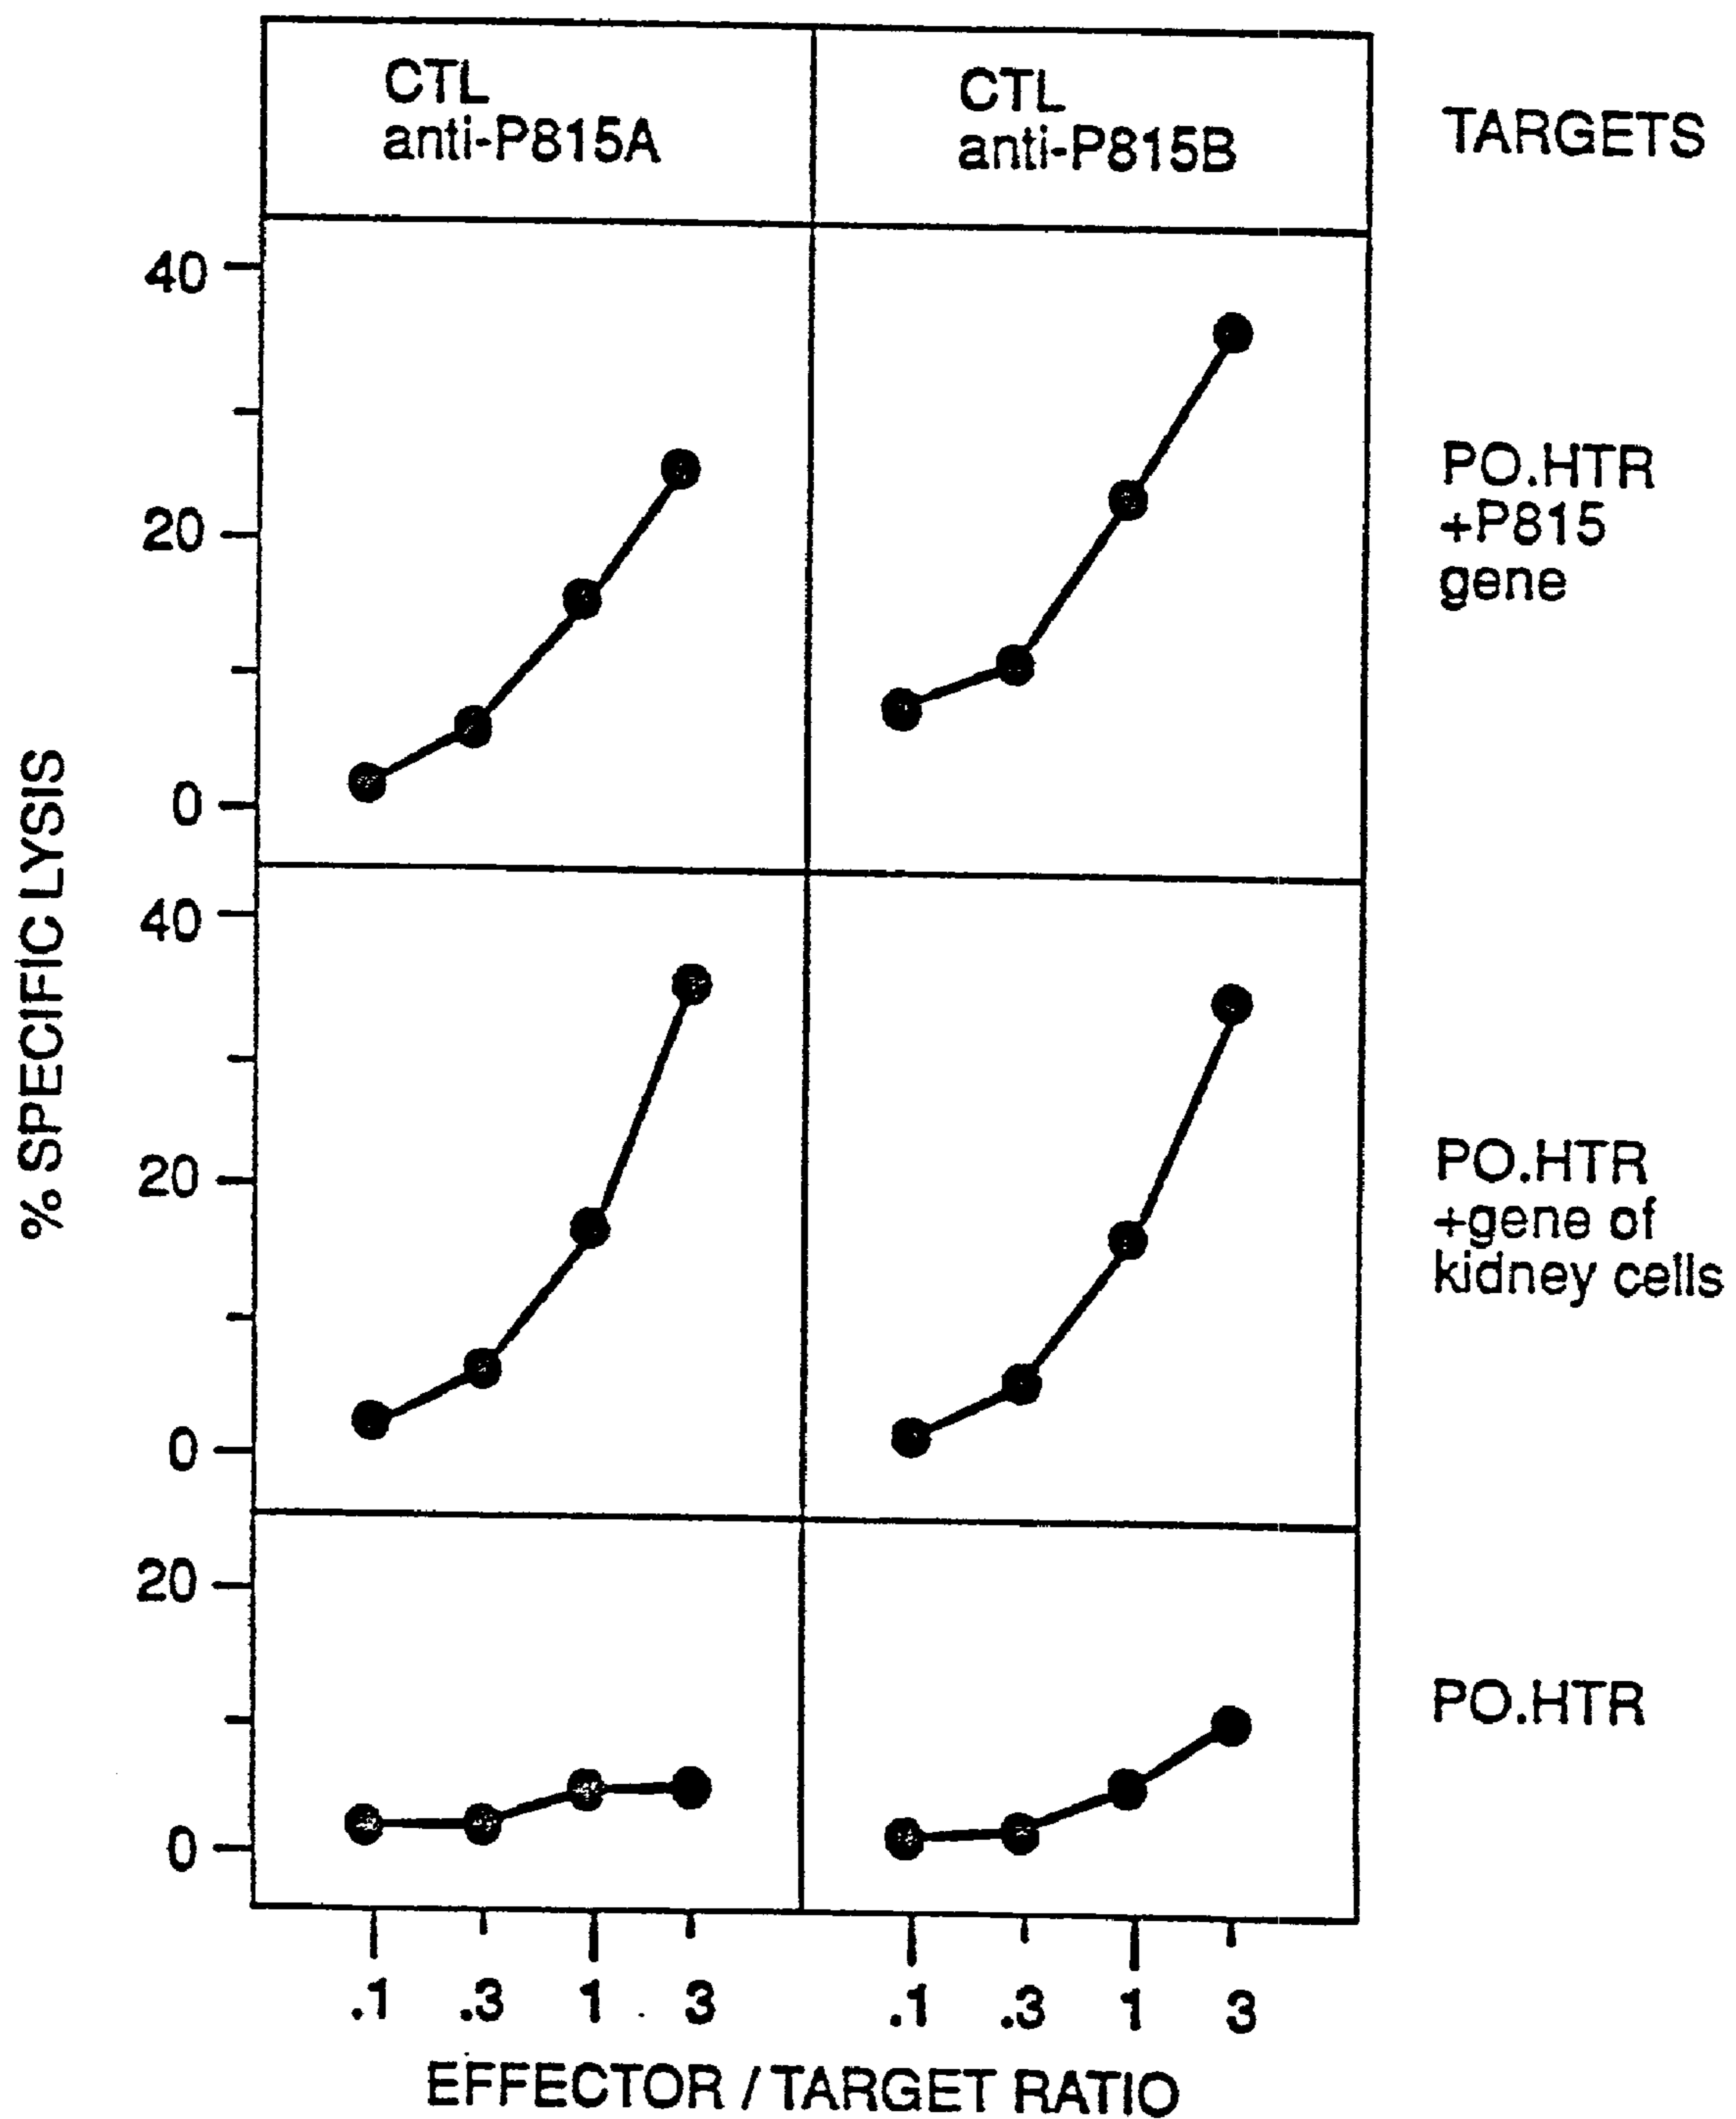 CTL
anti-P815A
CTL
anti-P815B
TARGETS
% SPECIFIC LYSIS
40
20
0
PO.HTR
+P815
gene
40
20
0
PO.HTR
+gene of
kidney cells
20
0
PO.HTR
.1 .3 1 3
.1 .3 1 3
EFFECTOR / TARGET RATIO